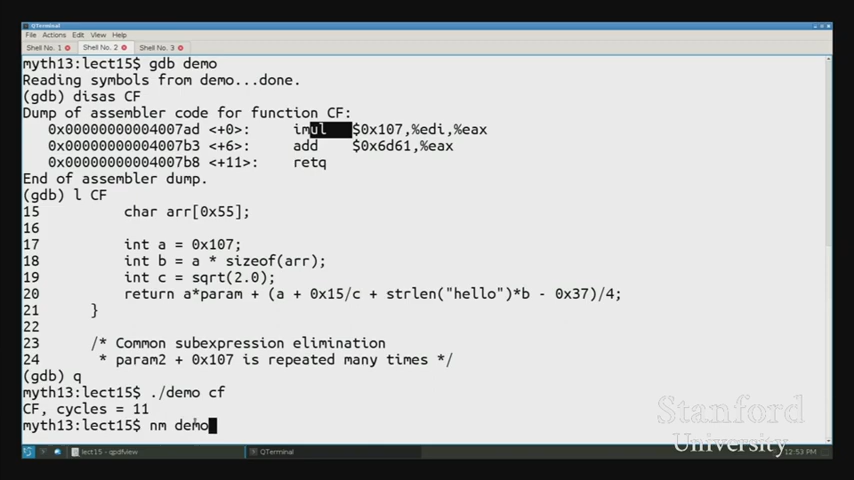 QTerminal
File Actions Edit View Help
Shell No. 1 Shell No. 2 Shell No. 3
myth13:lect15$ gdb demo
Reading symbols from demo...done.
(gdb) disas CF
Dump of assembler code for function CF:
0x00000000004007ad <+0>: imul $0x107,%edi,%eax
0x00000000004007b3 <+6>: add $0x6d61,%eax
0x00000000004007b8 <+11>: retq
End of assembler dump.
(gdb) l CF
15 char arr[0x55];
16
17 int a = 0x107;
18 int b = a * sizeof(arr);
19 int c = sqrt(2.0);
20 return a*param + (a + 0x15/c + strlen("hello")*b - 0x37)/4;
21 }
22
23 /* Common subexpression elimination
24 * param2 + 0x107 is repeated many times */
(gdb) q
myth13:lect15$ ./demo cf
CF, cycles = 11
myth13:lect15$ nm demo
Stanford
University
lect15 - qpdfview QTerminal 12:53 PM